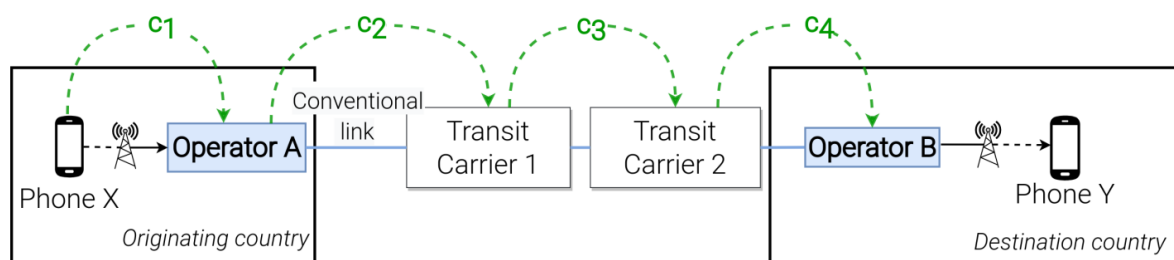 c1
c2
c3
c4
Conventional
link
Operator A
Transit
Carrier 1
Transit
Carrier 2
Operator B
Phone X
Phone Y
Originating country
Destination country